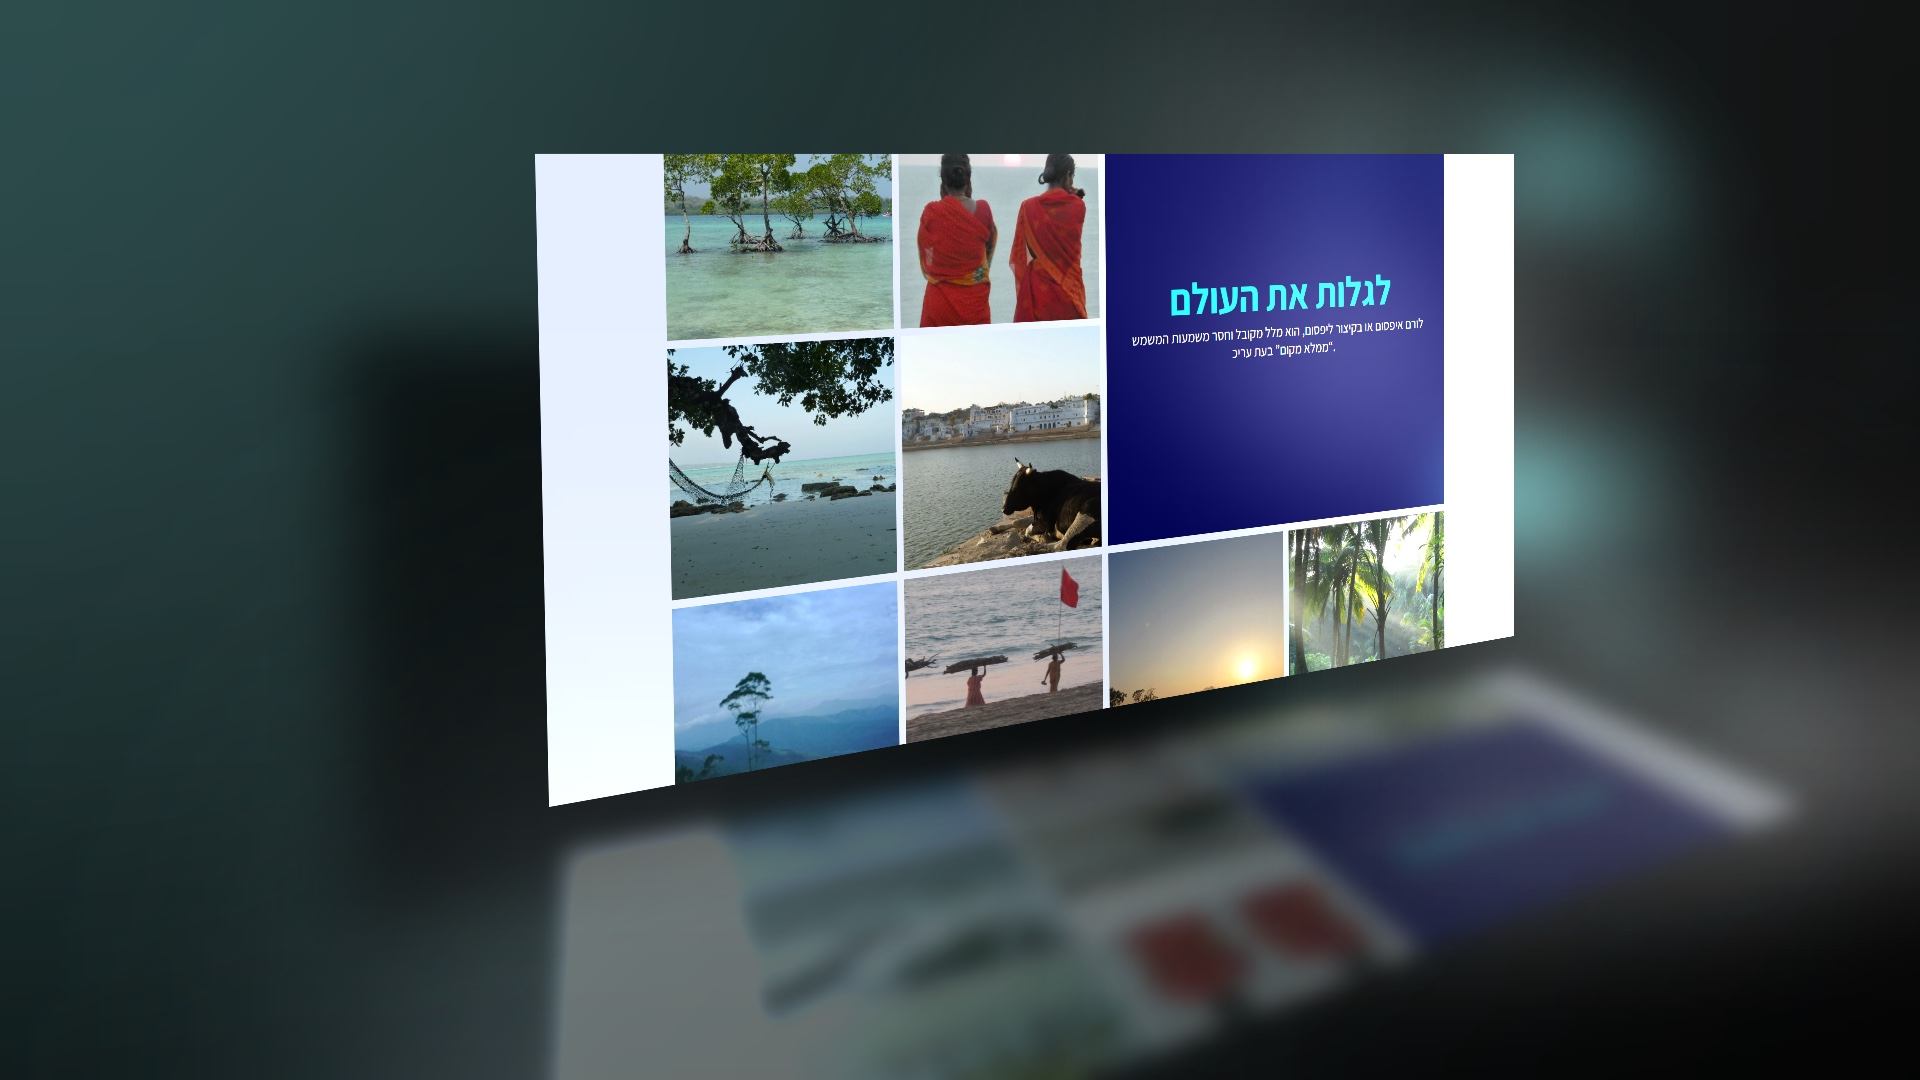 לגלות את העולם
לורם איפסום או בקיצור ליפסום, הוא מלל מקובל וחסר משמעות המשמש
"ממלא מקום" בעת עריכ.